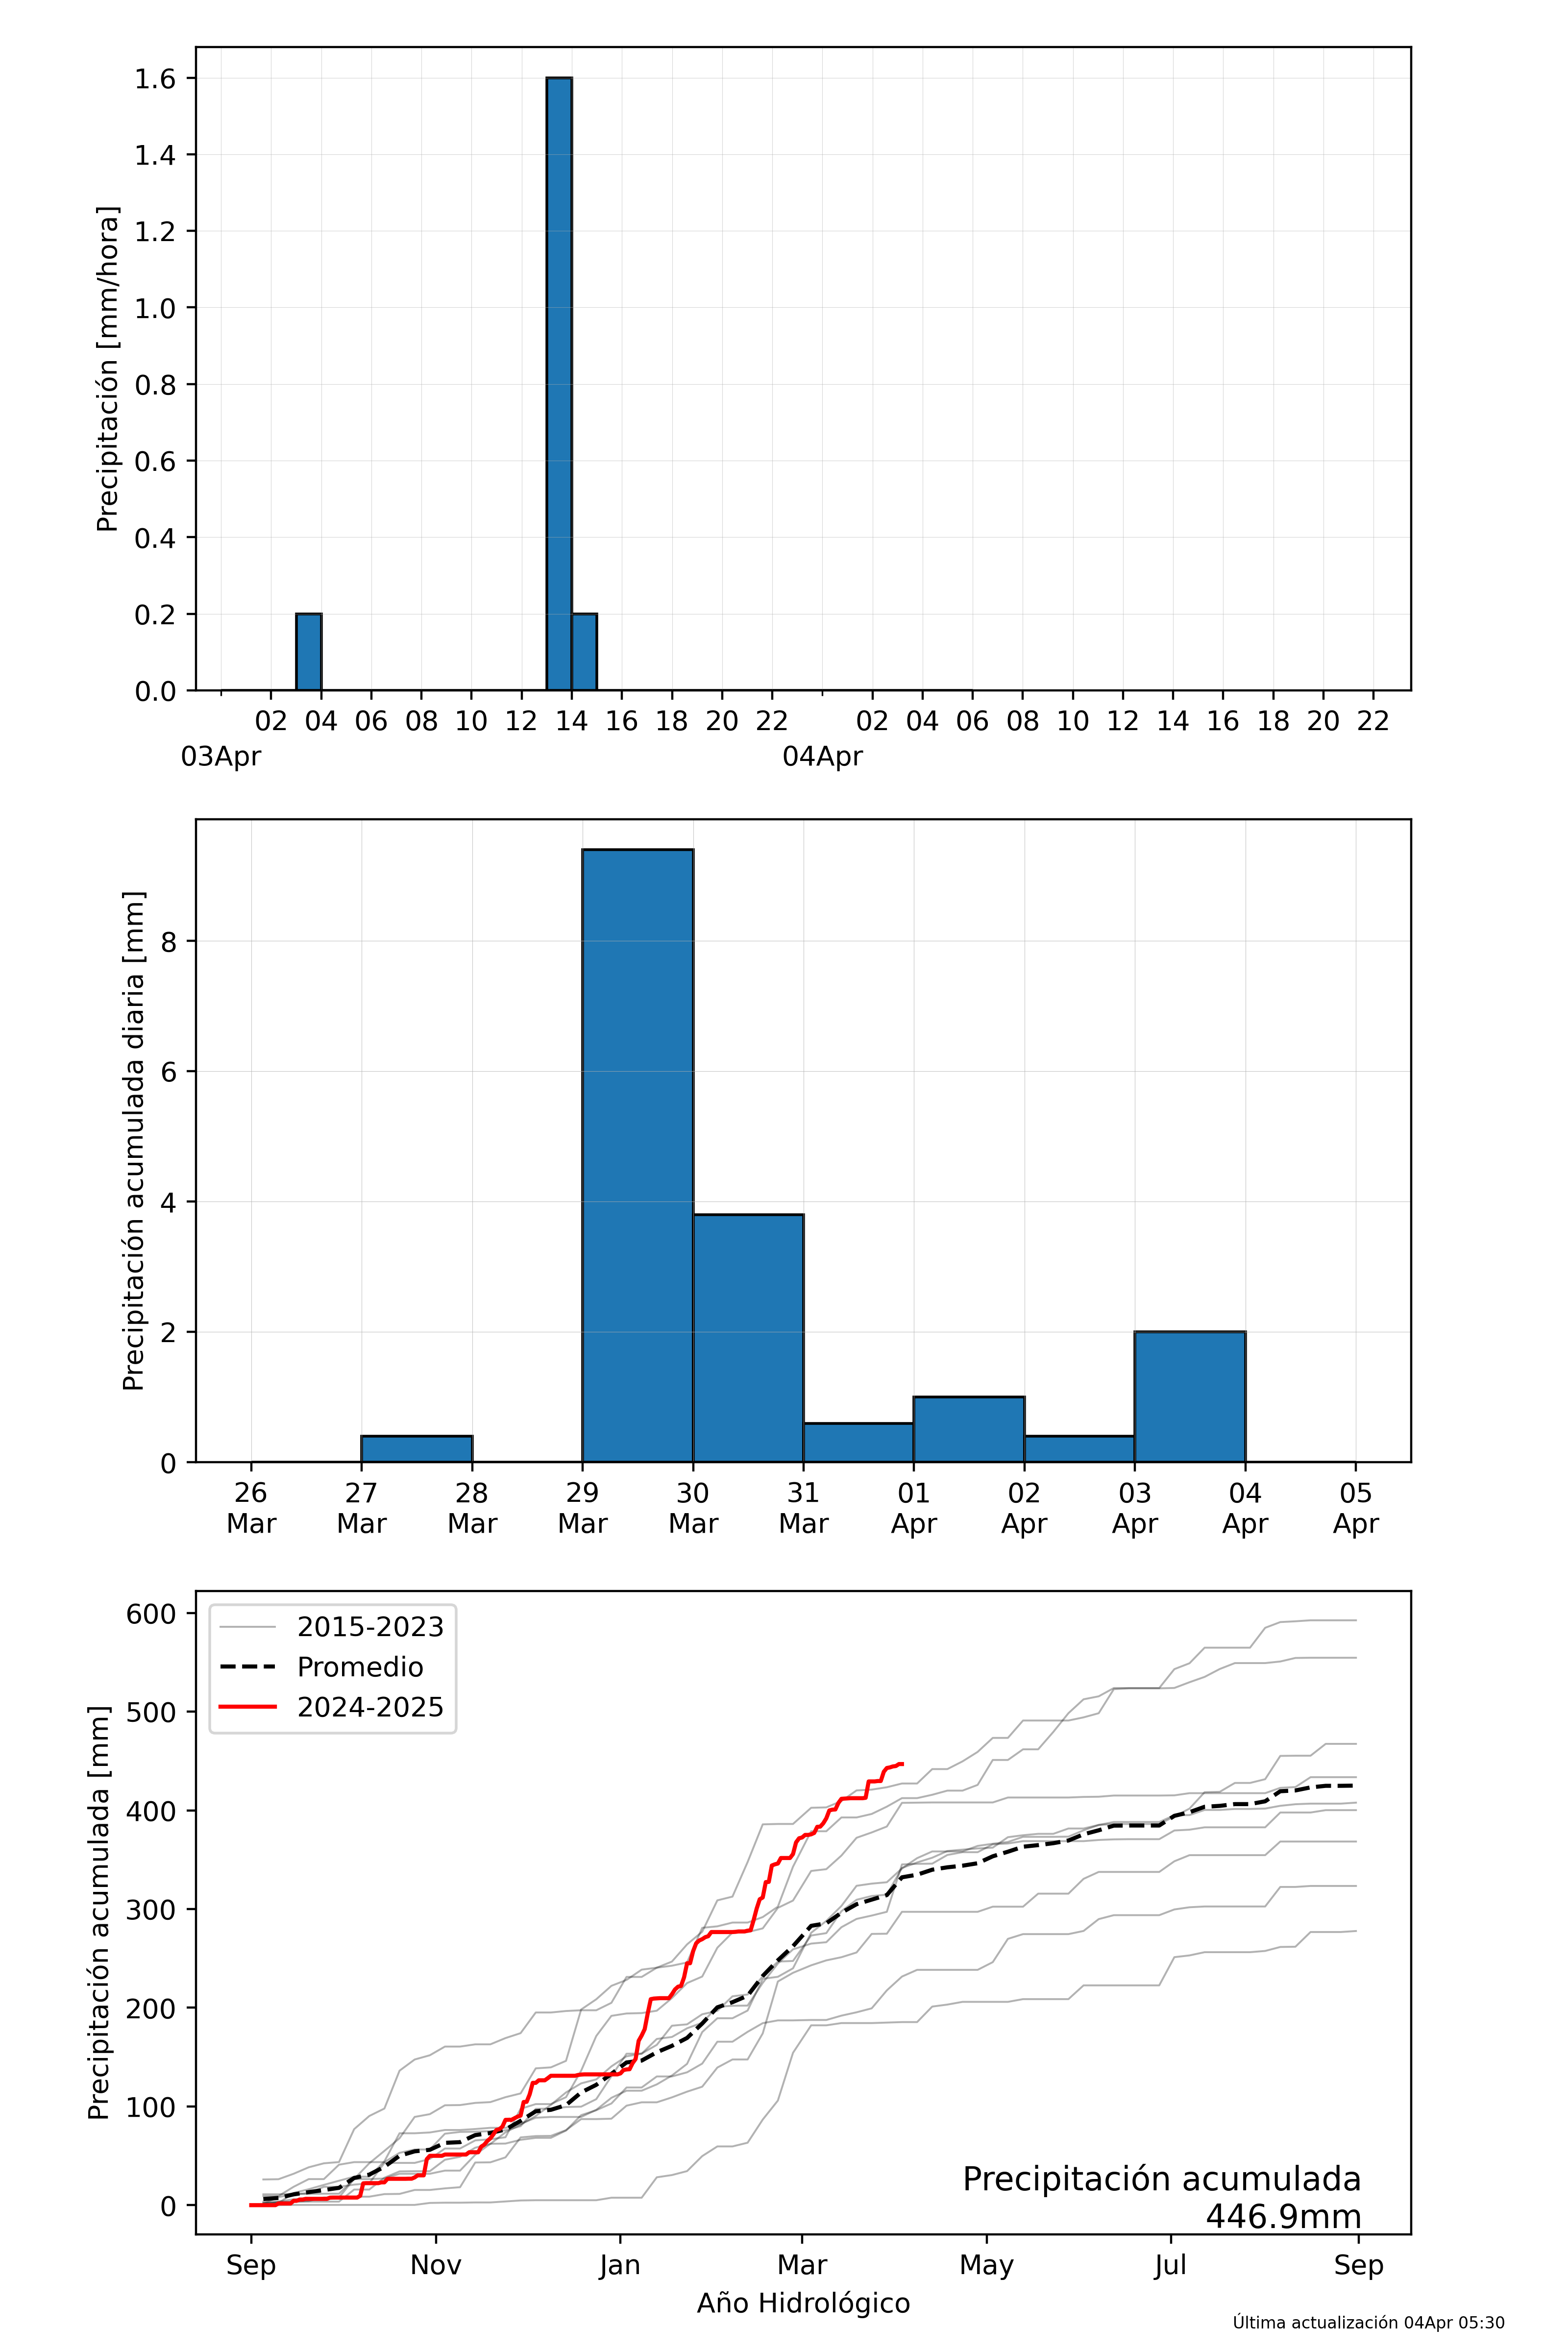 1.6
1.4
1.2
1.0
0.8
0.6
0.4
0.2
0.0
Precipitación [mm/hora]
02 04 06 08 10 12 14 16 18 20 22 02 04 06 08 10 12 14 16 18 20 22
03Apr 04Apr
8
6
4
2
0
Precipitación acumulada diaria [mm]
26 27 28 29 30 31 01 02 03 04 05
Mar Mar Mar Mar Mar Mar Apr Apr Apr Apr Apr
600
500
400
300
200
100
0
Precipitación acumulada [mm]
2015-2023
Promedio
2024-2025
Precipitación acumulada
446.9mm
Sep Nov Jan Mar May Jul Sep
Año Hidrológico
Última actualización 04Apr 05:30